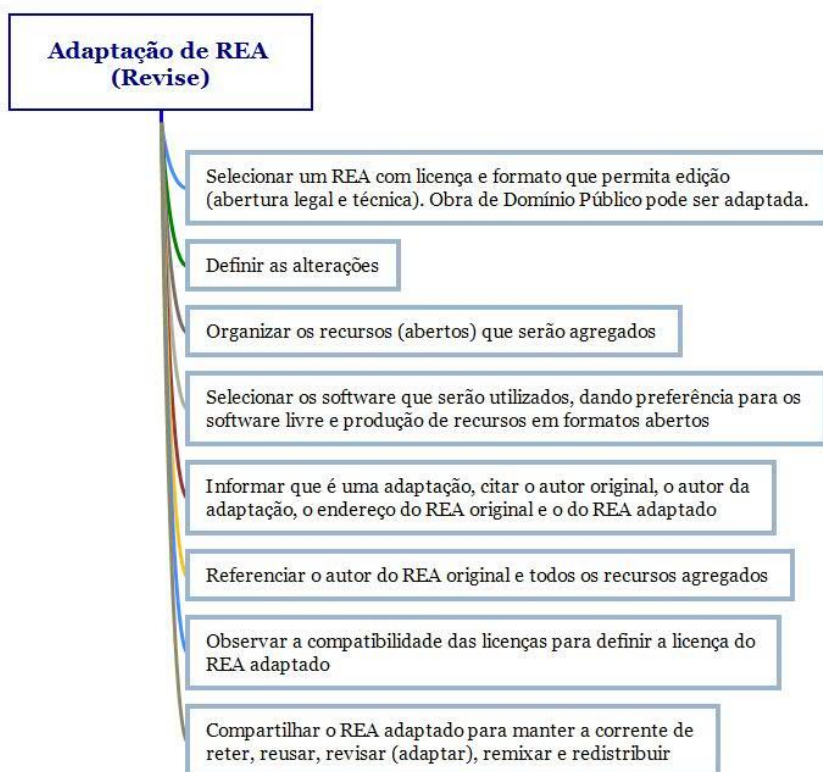 Adaptação de REA
(Revise)
Selecionar um REA com licença e formato que permita edição
(abertura legal e técnica). Obra de Domínio Público pode ser adaptada.
Definir as alterações
Organizar os recursos (abertos) que serão agregados
Selecionar os software que serão utilizados, dando preferência para os
software livre e produção de recursos em formatos abertos
Informar que é uma adaptação, citar o autor original, o autor da
adaptação, o endereço do REA original e o do REA adaptado
Referenciar o autor do REA original e todos os recursos agregados
Observar a compatibilidade das licenças para definir a licença do
REA adaptado
Compartilhar o REA adaptado para manter a corrente de
reter, reusar, revisar (adaptar), remixar e redistribuir